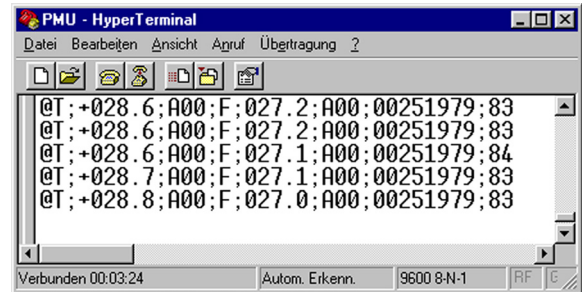 PMU - HyperTerminal
Datei Bearbeiten Ansicht Anruf Übertragung ?
@T;+028.6;A00;F;027.2;A00;00251979;83
@T;+028.6;A00;F;027.2;A00;00251979;83
@T;+028.6;A00;F;027.1;A00;00251979;84
@T;+028.7;A00;F;027.1;A00;00251979;83
@T;+028.8;A00;F;027.0;A00;00251979;83
Verbunden 00:03:24 Autom. Erkenn. 9600 8-N-1 RF